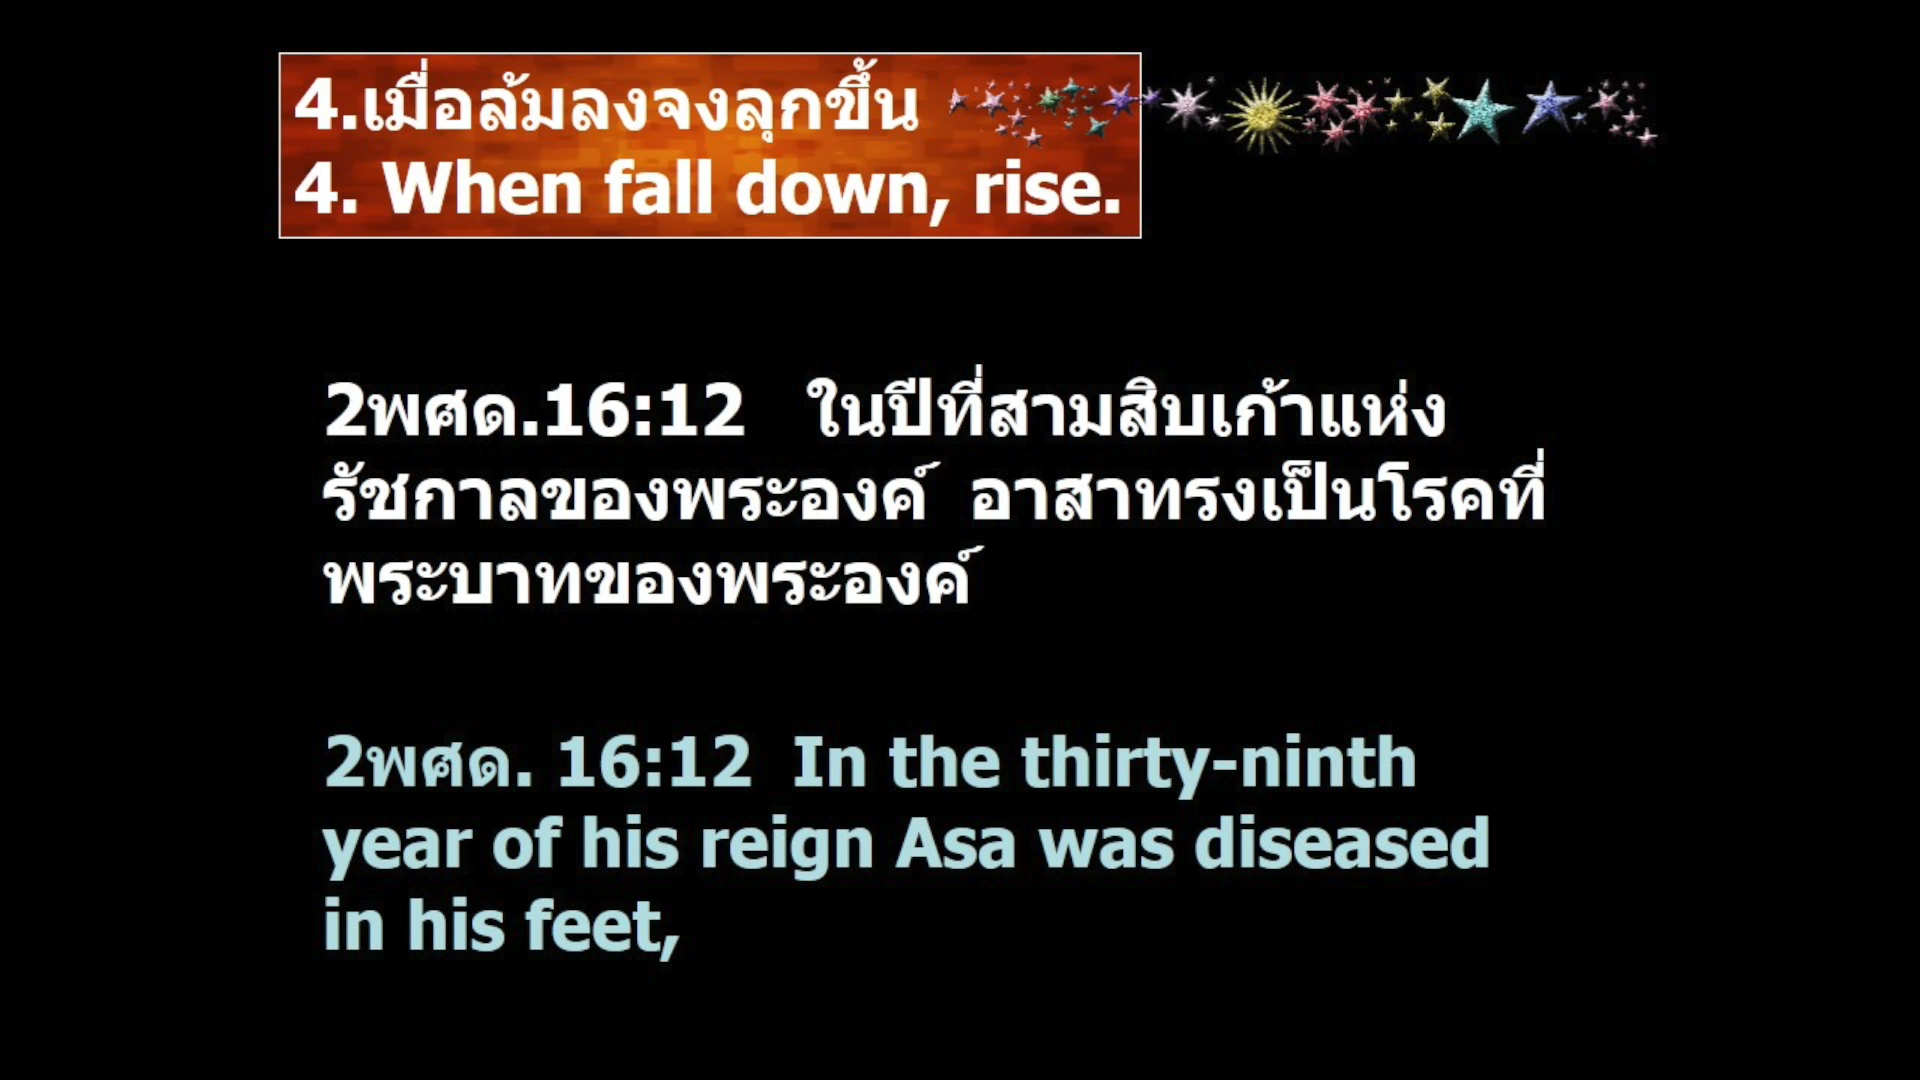 4.เมื่อล้มลงจงลุกขึ้น
4. When fall down, rise.
2พศด.16:12 ในปีที่สามสิบเก้าแห่ง
รัชกาลของพระองค์ อาสาทรงเป็นโรคที่
พระบาทของพระองค์
2พศด. 16:12 In the thirty-ninth
year of his reign Asa was diseased
in his feet,